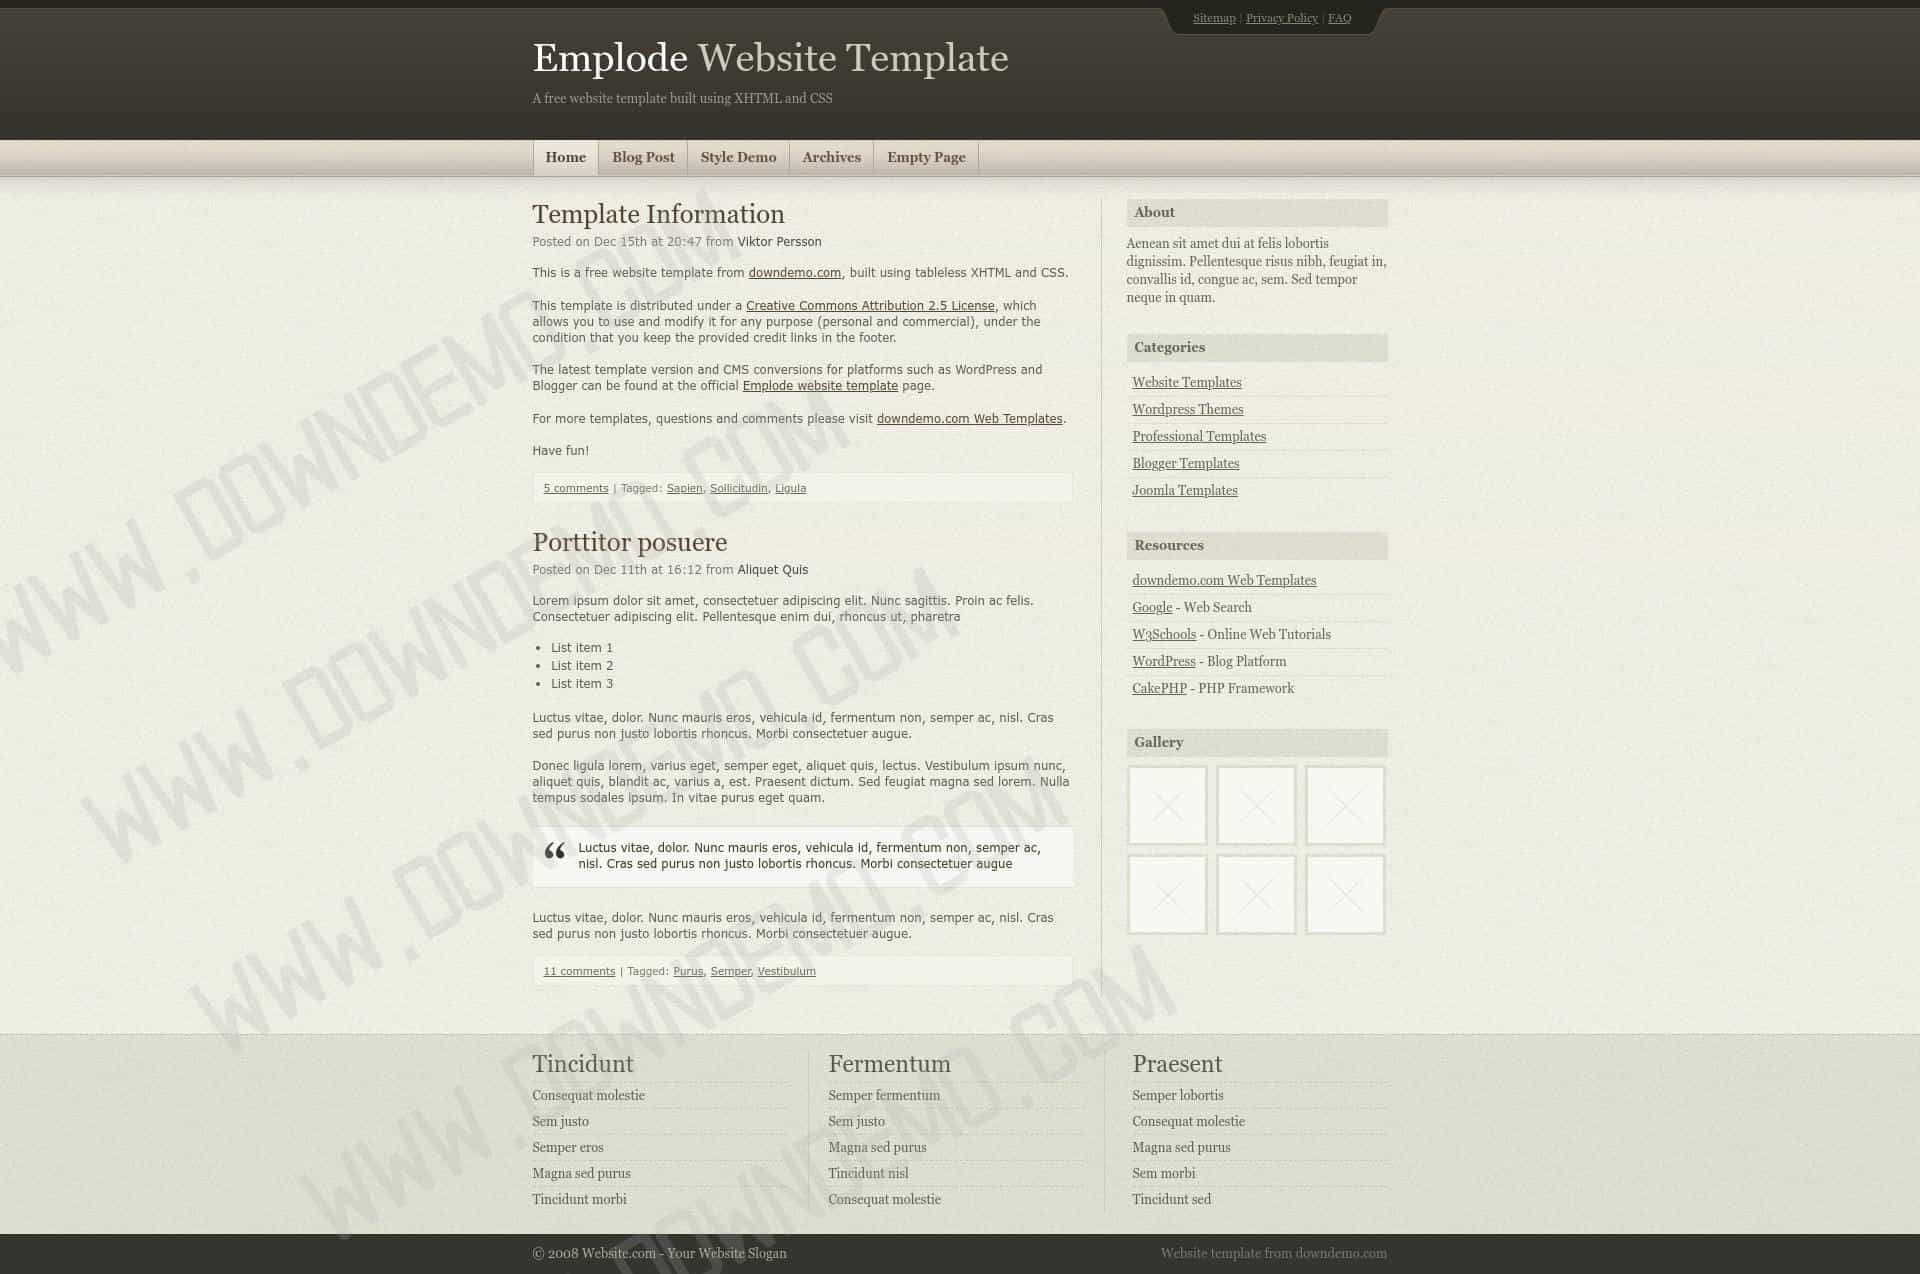 Sitemap | Privacy Policy | FAQ
Emplode Website Template
A free website template built using XHTML and CSS
Home
Blog Post
Style Demo
Archives
Empty Page
Template Information
Posted on Dec 15th at 20:47 from Viktor Persson
This is a free website template from downdemo.com, built using tableless XHTML and CSS.
This template is distributed under a Creative Commons Attribution 2.5 License, which
allows you to use and modify it for any purpose (personal and commercial), under the
condition that you keep the provided credit links in the footer.
The latest template version and CMS conversions for platforms such as WordPress and
Blogger can be found at the official Emplode website template page.
For more templates, questions and comments please visit downdemo.com Web Templates.
Have fun!
5 comments | Tagged: Sapien, Sollicitudin, Ligula
Porttitor posuere
Posted on Dec 11th at 16:12 from Aliquet Quis
Lorem ipsum dolor sit amet, consectetuer adipiscing elit. Nunc sagittis. Proin ac felis.
Consectetuer adipiscing elit. Pellentesque enim dui, rhoncus ut, pharetra
• List item 1
• List item 2
• List item 3
Luctus vitae, dolor. Nunc mauris eros, vehicula id, fermentum non, semper ac, nisl. Cras
sed purus non justo lobortis rhoncus. Morbi consectetuer augue.
Donec ligula lorem, varius eget, semper eget, aliquet quis, lectus. Vestibulum ipsum nunc,
aliquet quis, blandit ac, varius a, est. Praesent dictum. Sed feugiat magna sed lorem. Nulla
tempus sodales ipsum. In vitae purus eget quam.
“ Luctus vitae, dolor. Nunc mauris eros, vehicula id, fermentum non, semper ac,
nisl. Cras sed purus non justo lobortis rhoncus. Morbi consectetuer augue
Luctus vitae, dolor. Nunc mauris eros, vehicula id, fermentum non, semper ac, nisl. Cras
sed purus non justo lobortis rhoncus. Morbi consectetuer augue.
11 comments | Tagged: Purus, Semper, Vestibulum
About
Aenean sit amet dui at felis lobortis
dignissim. Pellentesque risus nibh, feugiat in,
convallis id, congue ac, sem. Sed tempor
neque in quam.
Categories
Website Templates
Wordpress Themes
Professional Templates
Blogger Templates
Joomla Templates
Resources
downdemo.com Web Templates
Google - Web Search
W3Schools - Online Web Tutorials
WordPress - Blog Platform
CakePHP - PHP Framework
Gallery
Tincidunt
Consequat molestie
Sem justo
Semper eros
Magna sed purus
Tincidunt morbi
Fermentum
Semper fermentum
Sem justo
Magna sed purus
Tincidunt nisl
Consequat molestie
Praesent
Semper lobortis
Consequat molestie
Magna sed purus
Sem morbi
Tincidunt sed
© 2008 Website.com - Your Website Slogan
Website template from downdemo.com
WWW.DOWNDEMO.COM
WWW.DOWNDEMO.COM
WWW.DOWNDEMO.COM
WWW.DOWNDEMO.COM
.DOWNDEMO.COM